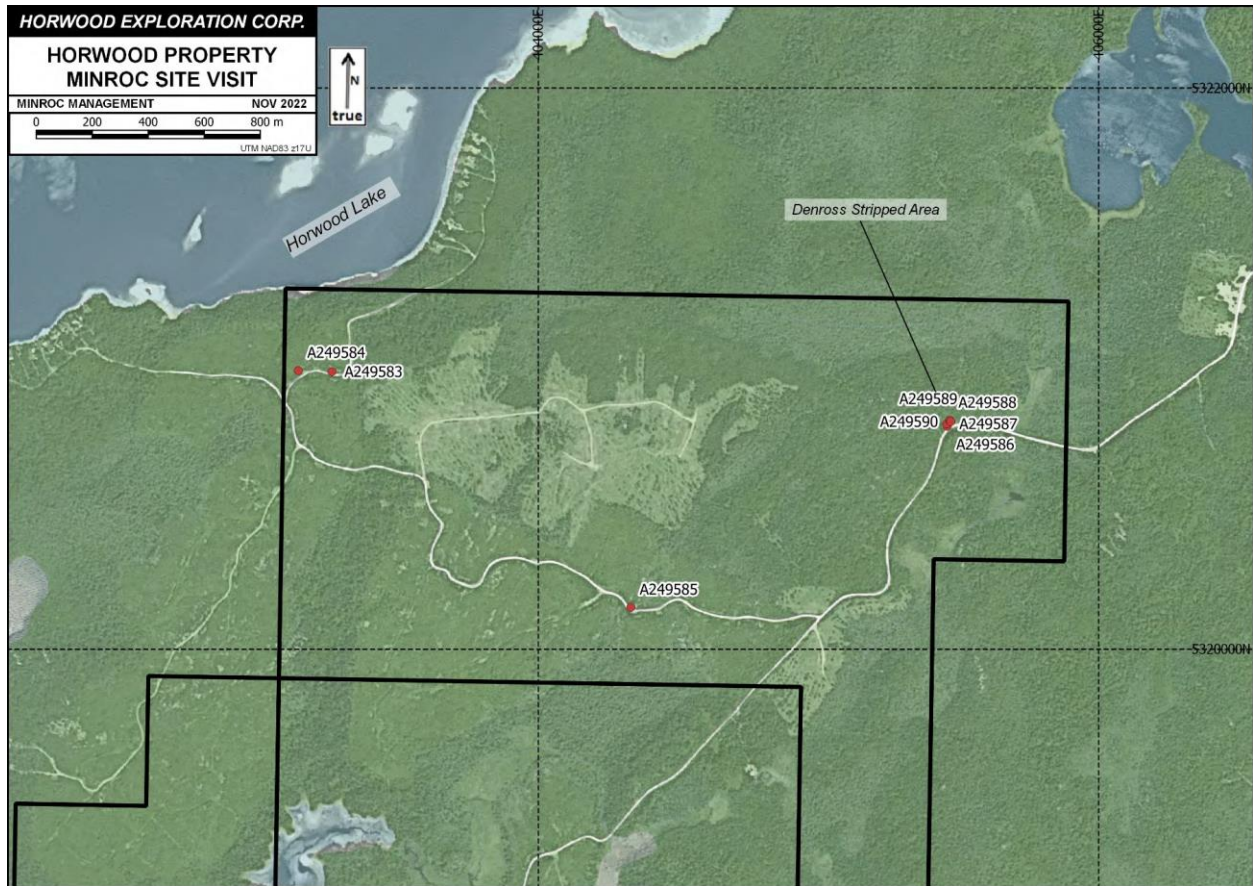 HORWOOD EXPLORATION CORP.
HORWOOD PROPERTY
MINROC SITE VISIT
MINROC MANAGEMENT NOV 2022
0 200 400 600 800 m
UTM NAD83 z17U
N
true
404000E
406000E
5322000N
Horwood Lake
Denross Stripped Area
A249584
A249583
A249589 A249588
A249590 A249587
A249586
A249585
5320000N